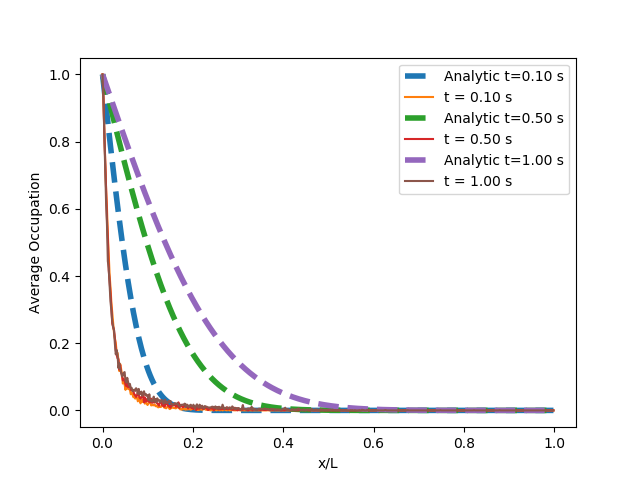 Analytic t=0.10 s
t = 0.10 s
Analytic t=0.50 s
t = 0.50 s
Analytic t=1.00 s
t = 1.00 s
Average Occupation
1.0
0.8
0.6
0.4
0.2
0.0
0.0 0.2 0.4 0.6 0.8 1.0
x/L